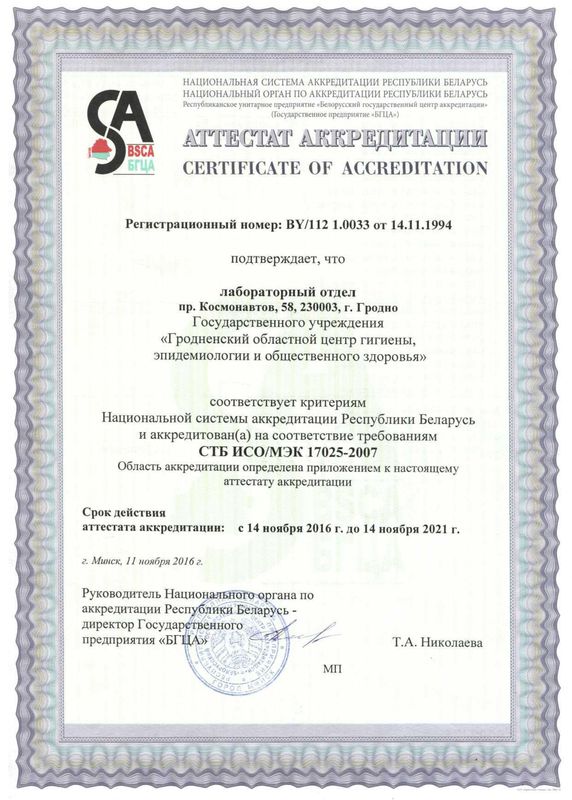 НАЦИОНАЛЬНАЯ СИСТЕМА АККРЕДИТАЦИИ РЕСПУБЛИКИ БЕЛАРУСЬ
НАЦИОНАЛЬНЫЙ ОРГАН ПО АККРЕДИТАЦИИ РЕСПУБЛИКИ БЕЛАРУСЬ
Республиканское унитарное предприятие «Белорусский государственный центр аккредитации»
(Государственное предприятие «БГЦА»)
BSCA
БГЦА
АТТЕСТАТ АККРЕДИТАЦИИ
CERTIFICATE OF ACCREDITATION
Регистрационный номер: BY/112 1.0033 от 14.11.1994
подтверждает, что
лабораторный отдел
пр. Космонавтов, 58, 230003, г. Гродно
Государственного учреждения
«Гродненский областной центр гигиены,
эпидемиологии и общественного здоровья»
соответствует критериям
Национальной системы аккредитации Республики Беларусь
и аккредитован(а) на соответствие требованиям
СТБ ИСО/МЭК 17025-2007
Область аккредитации определена приложением к настоящему
аттестату аккредитации
Срок действия
аттестата аккредитации: с 14 ноября 2016 г. до 14 ноября 2021 г.
г. Минск, 11 ноября 2016 г.
Руководитель Национального органа по
аккредитации Республики Беларусь -
директор Государственного
предприятия «БГЦА»
Т.А. Николаева
МП